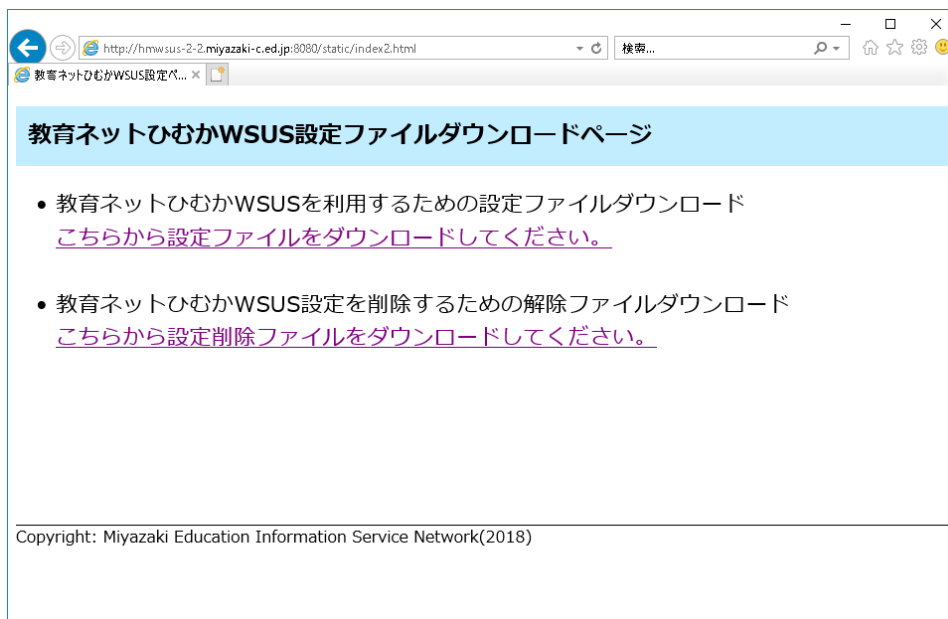 http://hmwsus-2-2.miyazaki-c.ed.jp:8080/static/index2.html
検索...
教育ネットひむかWSUS設定ペ...
教育ネットひむかWSUS設定ファイルダウンロードページ
教育ネットひむかWSUSを利用するための設定ファイルダウンロード
こちらから設定ファイルをダウンロードしてください。
教育ネットひむかWSUS設定を削除するための解除ファイルダウンロード
こちらから設定削除ファイルをダウンロードしてください。
Copyright: Miyazaki Education Information Service Network(2018)